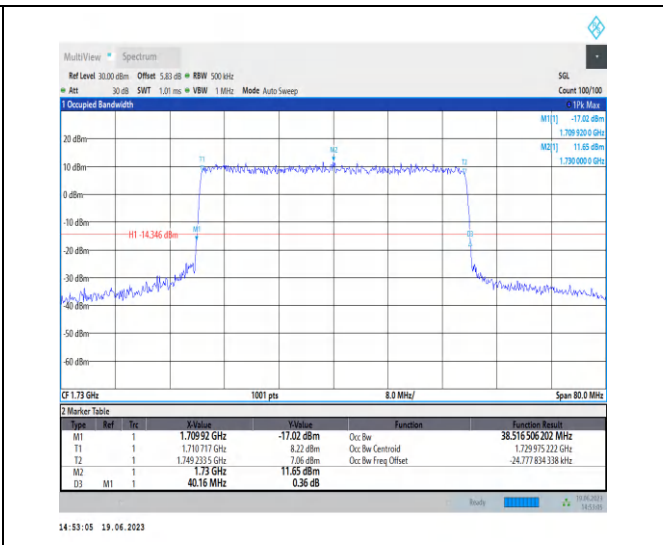 MultiView Spectrum
Ref Level 30.00 dBm Offset 5.83 dB RBW 500 kHz SGL
Att 30 dB SWT 1.01 ms VBW 1 MHz Mode Auto Sweep Count 100/100
1 Occupied Bandwidth 1Pk Max
M1[1] -17.02 dBm
1.709 920 0 GHz
M2[1] 11.65 dBm
1.730 000 0 GHz
20 dBm
M2
T1 T2
10 dBm
0 dBm
-10 dBm
M1
H1 -14.346 dBm D3
-20 dBm
-30 dBm
-40 dBm
-50 dBm
-60 dBm
CF 1.73 GHz 1001 pts 8.0 MHz/ Span 80.0 MHz
2 Marker Table
Type Ref Trc X-Value Y-Value Function Function Result
M1 1 1.709 92 GHz -17.02 dBm Occ Bw 38.516 506 202 MHz
T1 1 1.710 717 GHz 8.22 dBm Occ Bw Centroid 1.729 975 222 GHz
T2 1 1.749 233 5 GHz 7.06 dBm Occ Bw Freq Offset -24.777 834 338 kHz
M2 1 1.73 GHz 11.65 dBm
D3 M1 1 40.16 MHz 0.36 dB
Ready 19.06.2023
14:53:05
14:53:05 19.06.2023